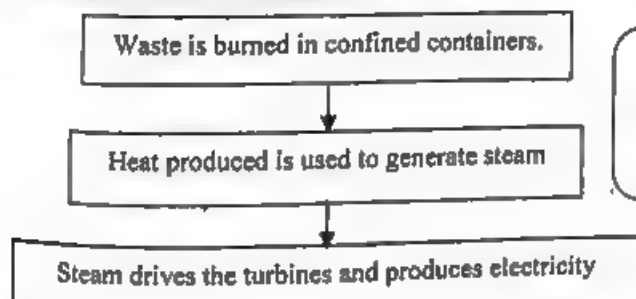 Waste is burned in confined containers.
Heat produced is used to generate steam
Steam drives the turbines and produces electricity